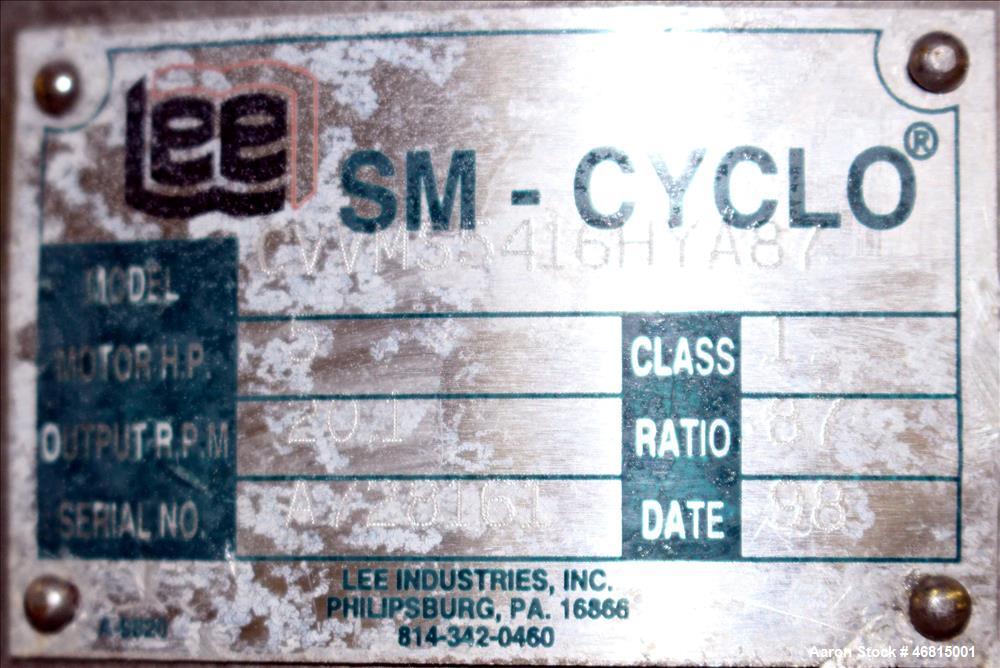 Lee
SM - CYCLO®
MODEL CVVM55416HYA87
MOTOR H.P. 5 CLASS 1
OUTPUT R.P.M 20.1 RATIO 87
SERIAL NO. DATE 98
LEE INDUSTRIES, INC.
PHILIPSBURG, PA. 16866
814-342-0460
Aaron Stock # 46815001